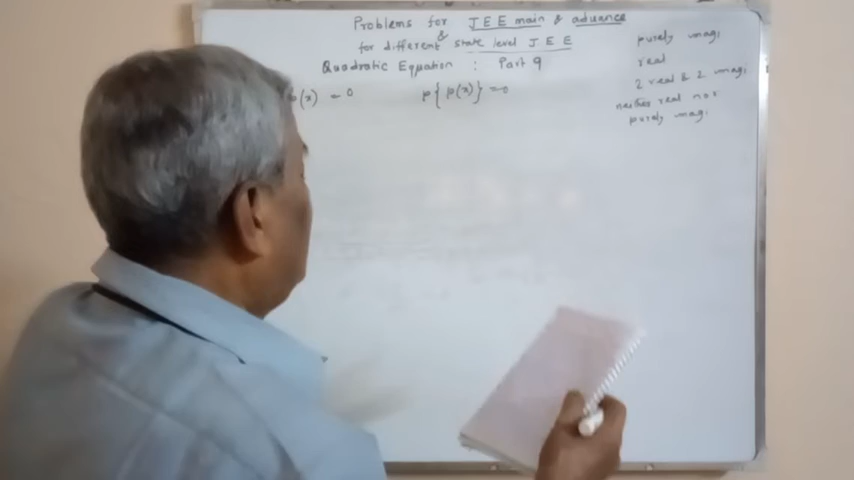 Problems for JEE main & advance
&
for different state level JEE
Quadratic Equation : Part 9
p(x) = 0 p{p(x)} = 0
purely imagi
real
2 real & 2 imagi
neither real nor
purely imagi